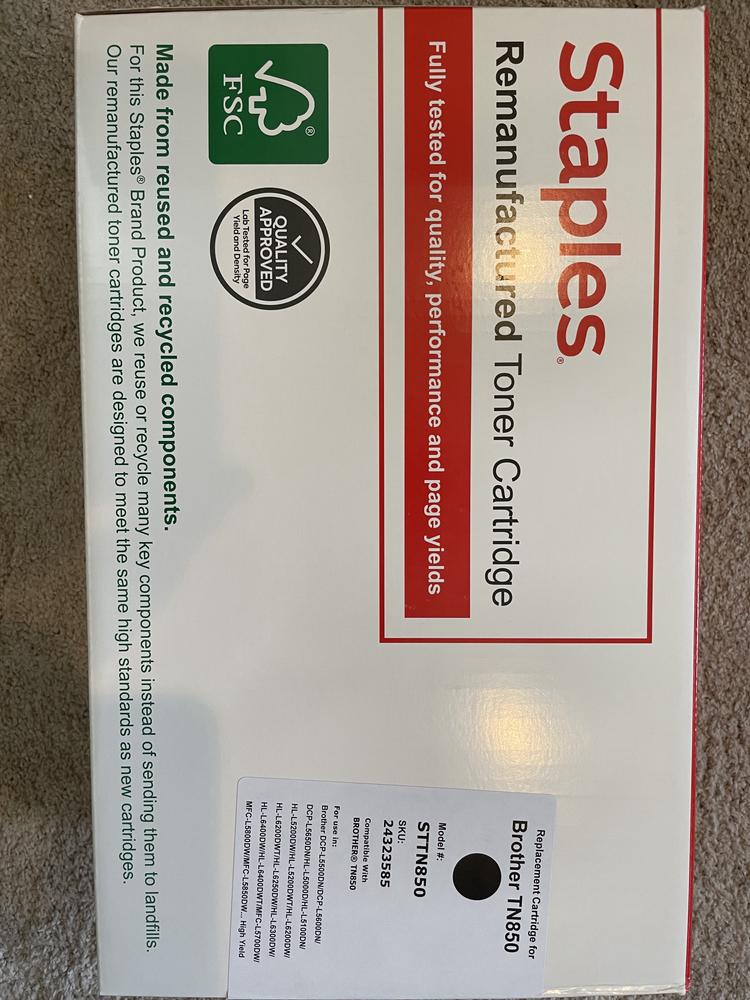 Staples®
Remanufactured Toner Cartridge
Fully tested for quality, performance and page yields
®
FSC
QUALITY
APPROVED
Lab Tested for Page
Yield and Density
Made from reused and recycled components.
For this Staples® Brand Product, we reuse or recycle many key components instead of sending them to landfills.
Our remanufactured toner cartridges are designed to meet the same high standards as new cartridges.
Replacement Cartridge for
Brother TN850
Model #:
STTN850
SKU:
24323585
Compatible With
BROTHER® TN850
For use in:
Brother DCP-L5500DN/DCP-L5600DN/
DCP-L5650DN/HL-L5000D/HL-L5100DN/
HL-L5200DW/HL-L5200DWT/HL-L6200DW/
HL-L6200DWT/HL-L6250DW/HL-L6300DW/
HL-L6400DW/HL-L6400DWT/MFC-L5700DW/
MFC-L5800DW/MFC-L5850DW... High Yield